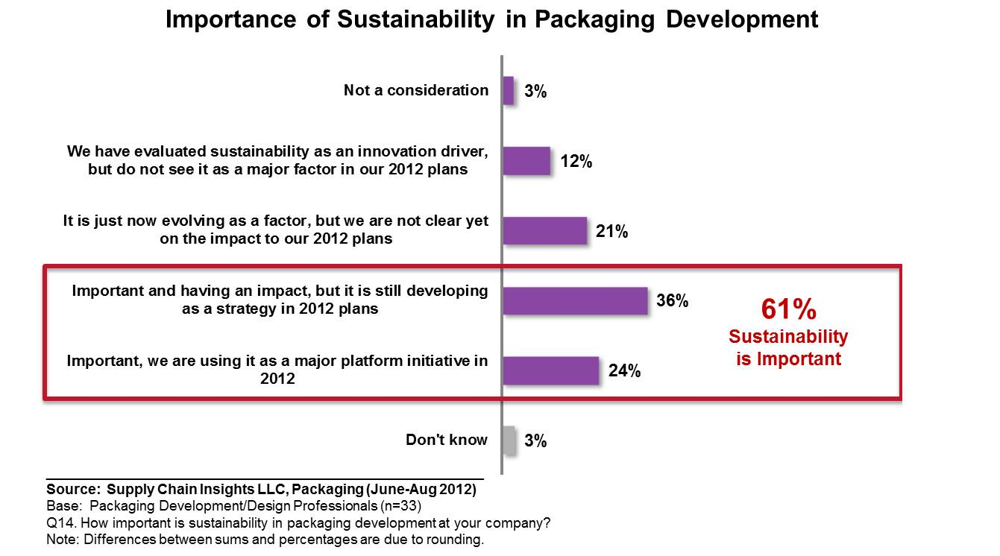 Importance of Sustainability in Packaging Development
Not a consideration
3%
We have evaluated sustainability as an innovation driver,
but do not see it as a major factor in our 2012 plans
12%
It is just now evolving as a factor, but we are not clear yet
on the impact to our 2012 plans
21%
Important and having an impact, but it is still developing
as a strategy in 2012 plans
36%
Important, we are using it as a major platform initiative in
2012
24%
61%
Sustainability
is Important
Don't know
3%
Source: Supply Chain Insights LLC, Packaging (June-Aug 2012)
Base: Packaging Development/Design Professionals (n=33)
Q14. How important is sustainability in packaging development at your company?
Note: Differences between sums and percentages are due to rounding.